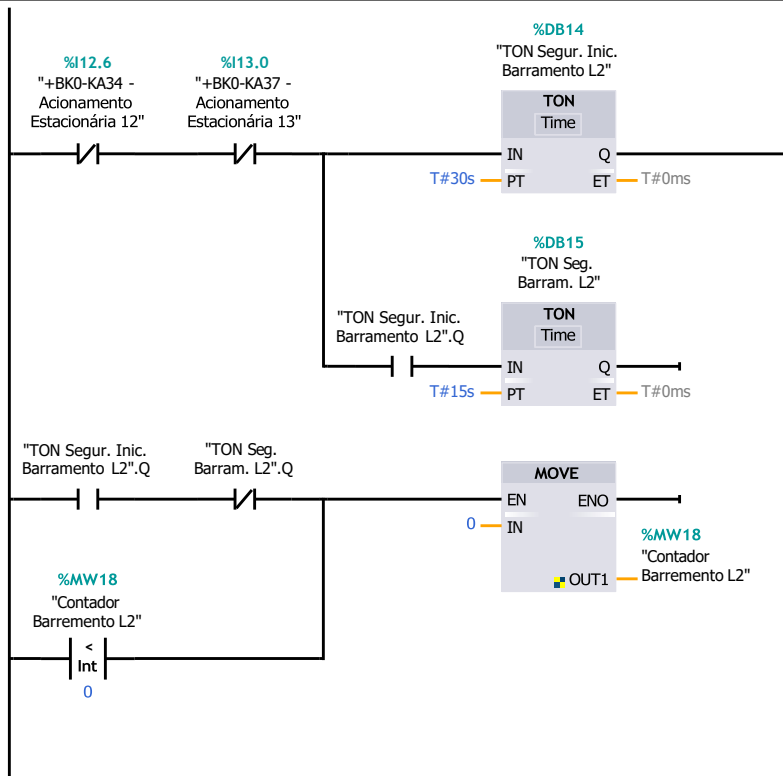 %DB14
"TON Segur. Inic.
Barramento L2"
%I12.6
"+BK0-KA34 -
Acionamento
Estacionária 12"
%I13.0
"+BK0-KA37 -
Acionamento
Estacionária 13"
TON
Time
IN
Q
T#30s
PT
ET
T#0ms
%DB15
"TON Seg.
Barram. L2"
TON
Time
"TON Segur. Inic.
Barramento L2".Q
IN
Q
T#15s
PT
ET
T#0ms
"TON Segur. Inic.
Barramento L2".Q
"TON Seg.
Barram. L2".Q
MOVE
EN
ENO
0
IN
%MW18
"Contador
Barremento L2"
OUT1
%MW18
"Contador
Barremento L2"
<
Int
0